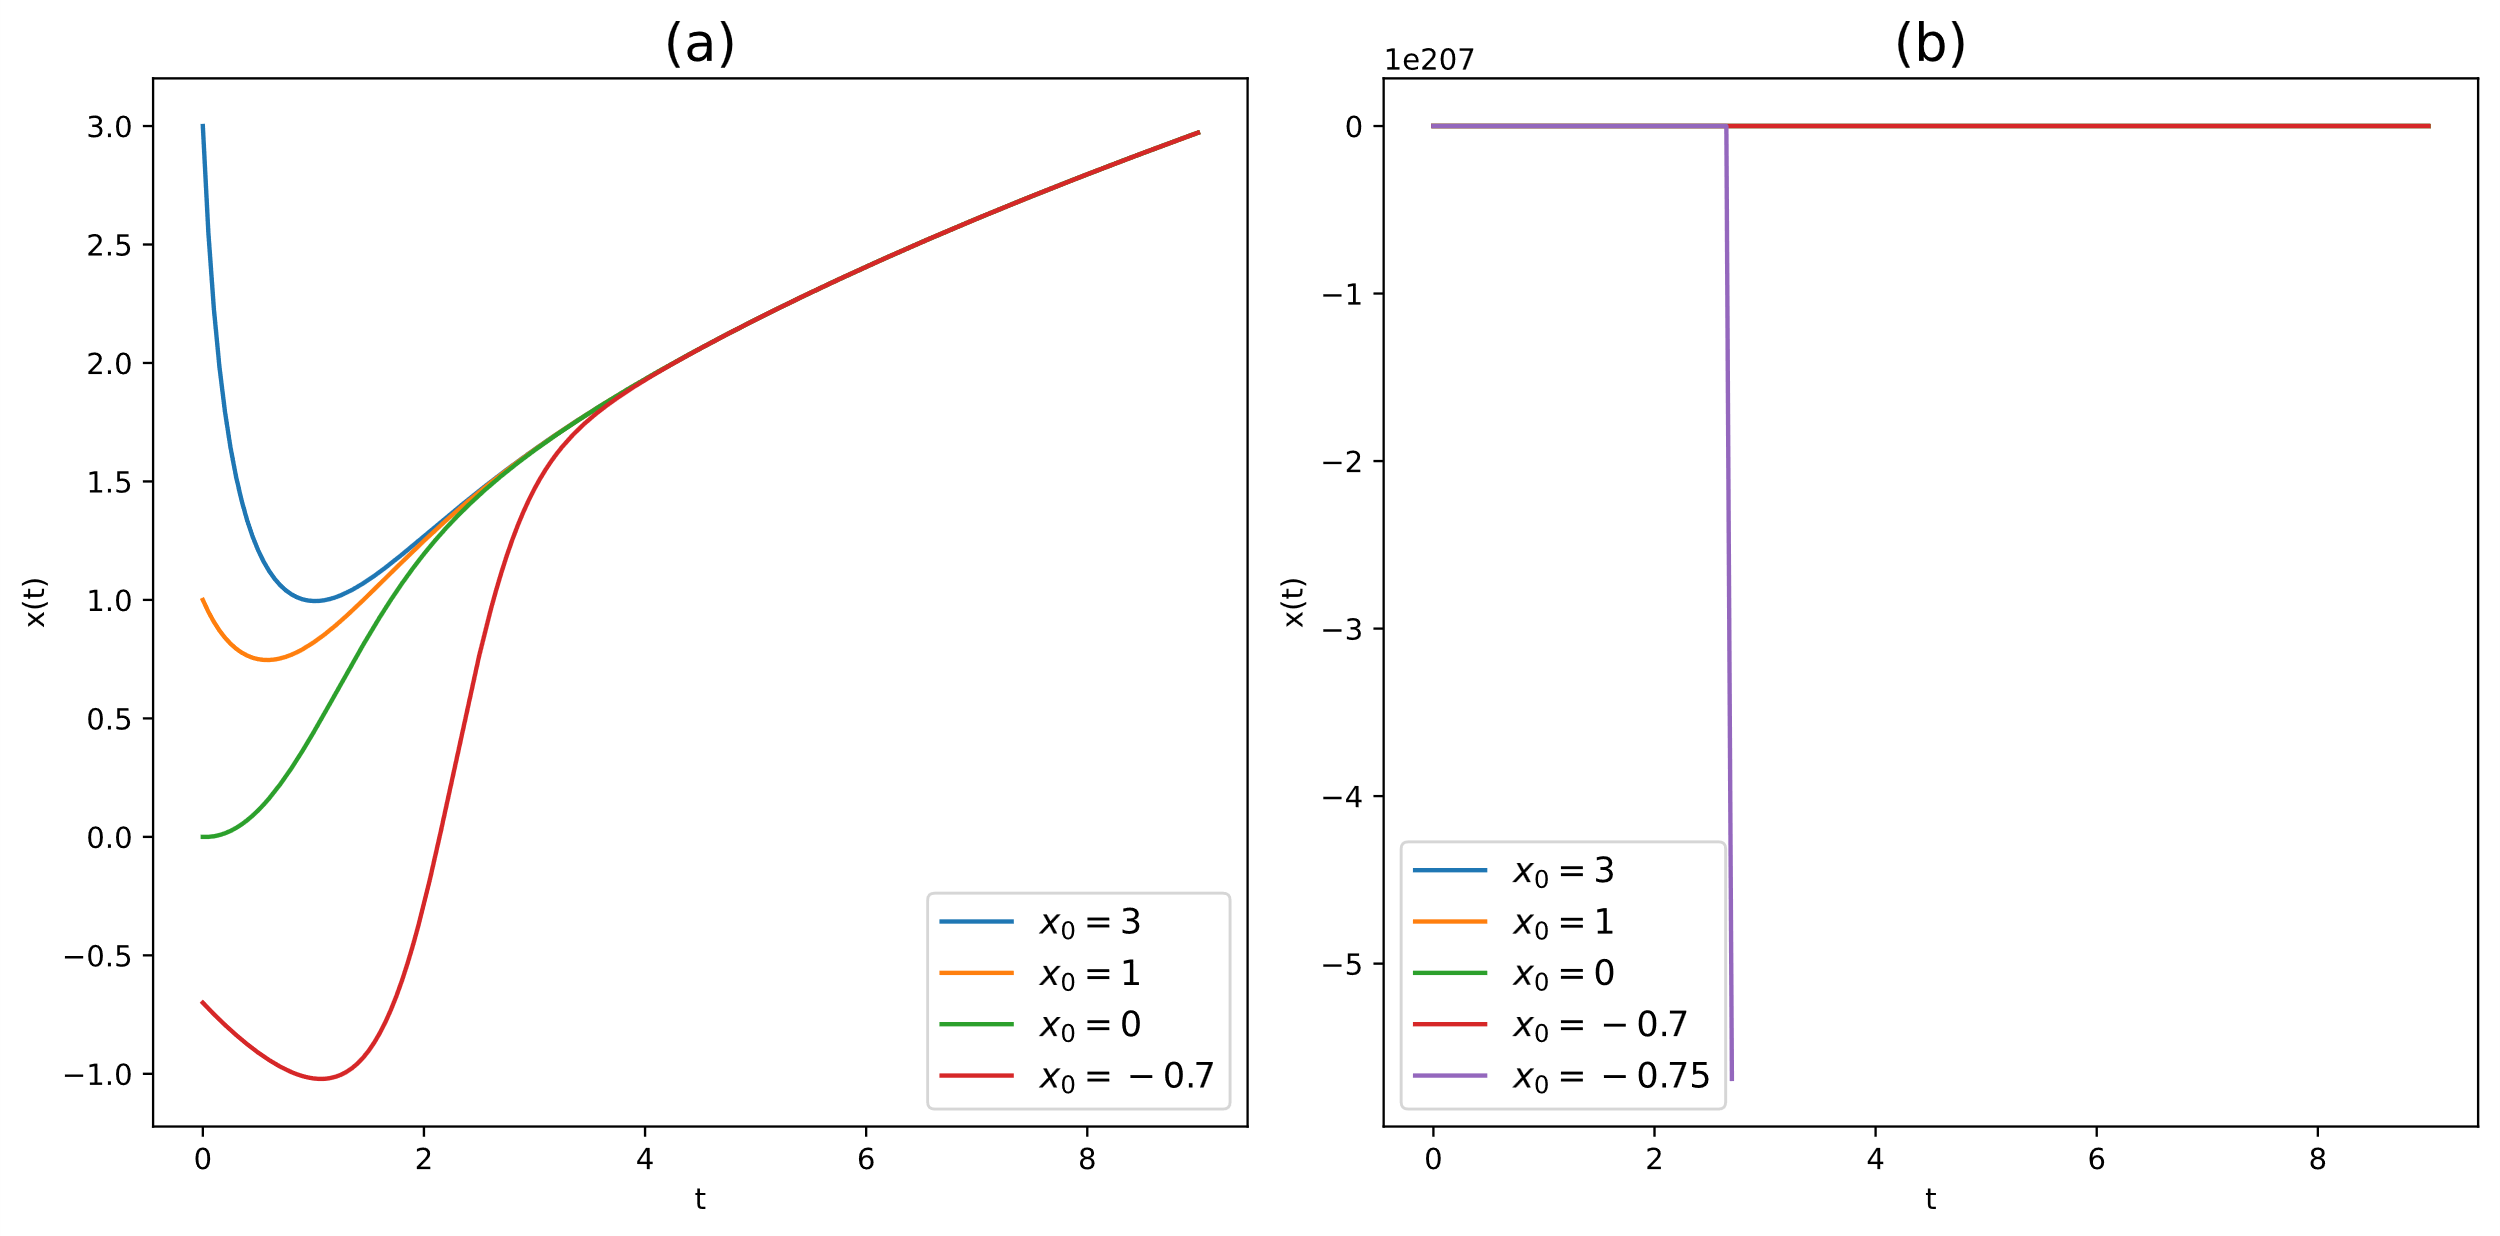 (a)
x(t)
3.0
2.5
2.0
1.5
1.0
0.5
0.0
−0.5
−1.0
0 2 4 6 8
t
x₀ = 3
x₀ = 1
x₀ = 0
x₀ = −0.7
(b)
1e207
x(t)
0
−1
−2
−3
−4
−5
0 2 4 6 8
t
x₀ = 3
x₀ = 1
x₀ = 0
x₀ = −0.7
x₀ = −0.75